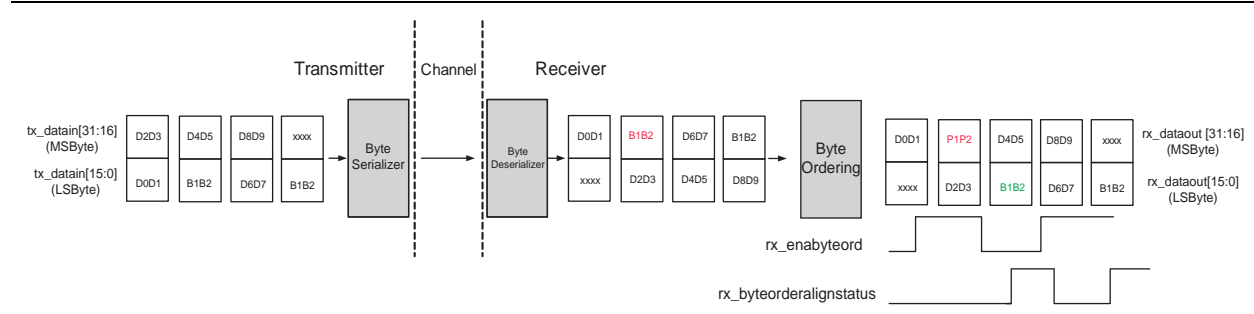 Transmitter
Channel
Receiver
tx_datain[31:16]
(MSByte)
D2D3 D4D5 D8D9 xxxx
tx_datain[15:0]
(LSByte)
D0D1 B1B2 D6D7 B1B2
Byte
Serializer
Byte
Deserializer
D0D1 B1B2 D6D7 B1B2
xxxx D2D3 D4D5 D8D9
Byte
Ordering
D0D1 P1P2 D4D5 D8D9 xxxx
xxxx D2D3 B1B2 D6D7 B1B2
rx_dataout [31:16]
(MSByte)
rx_dataout[15:0]
(LSByte)
rx_enabyteord
rx_byteorderalignstatus